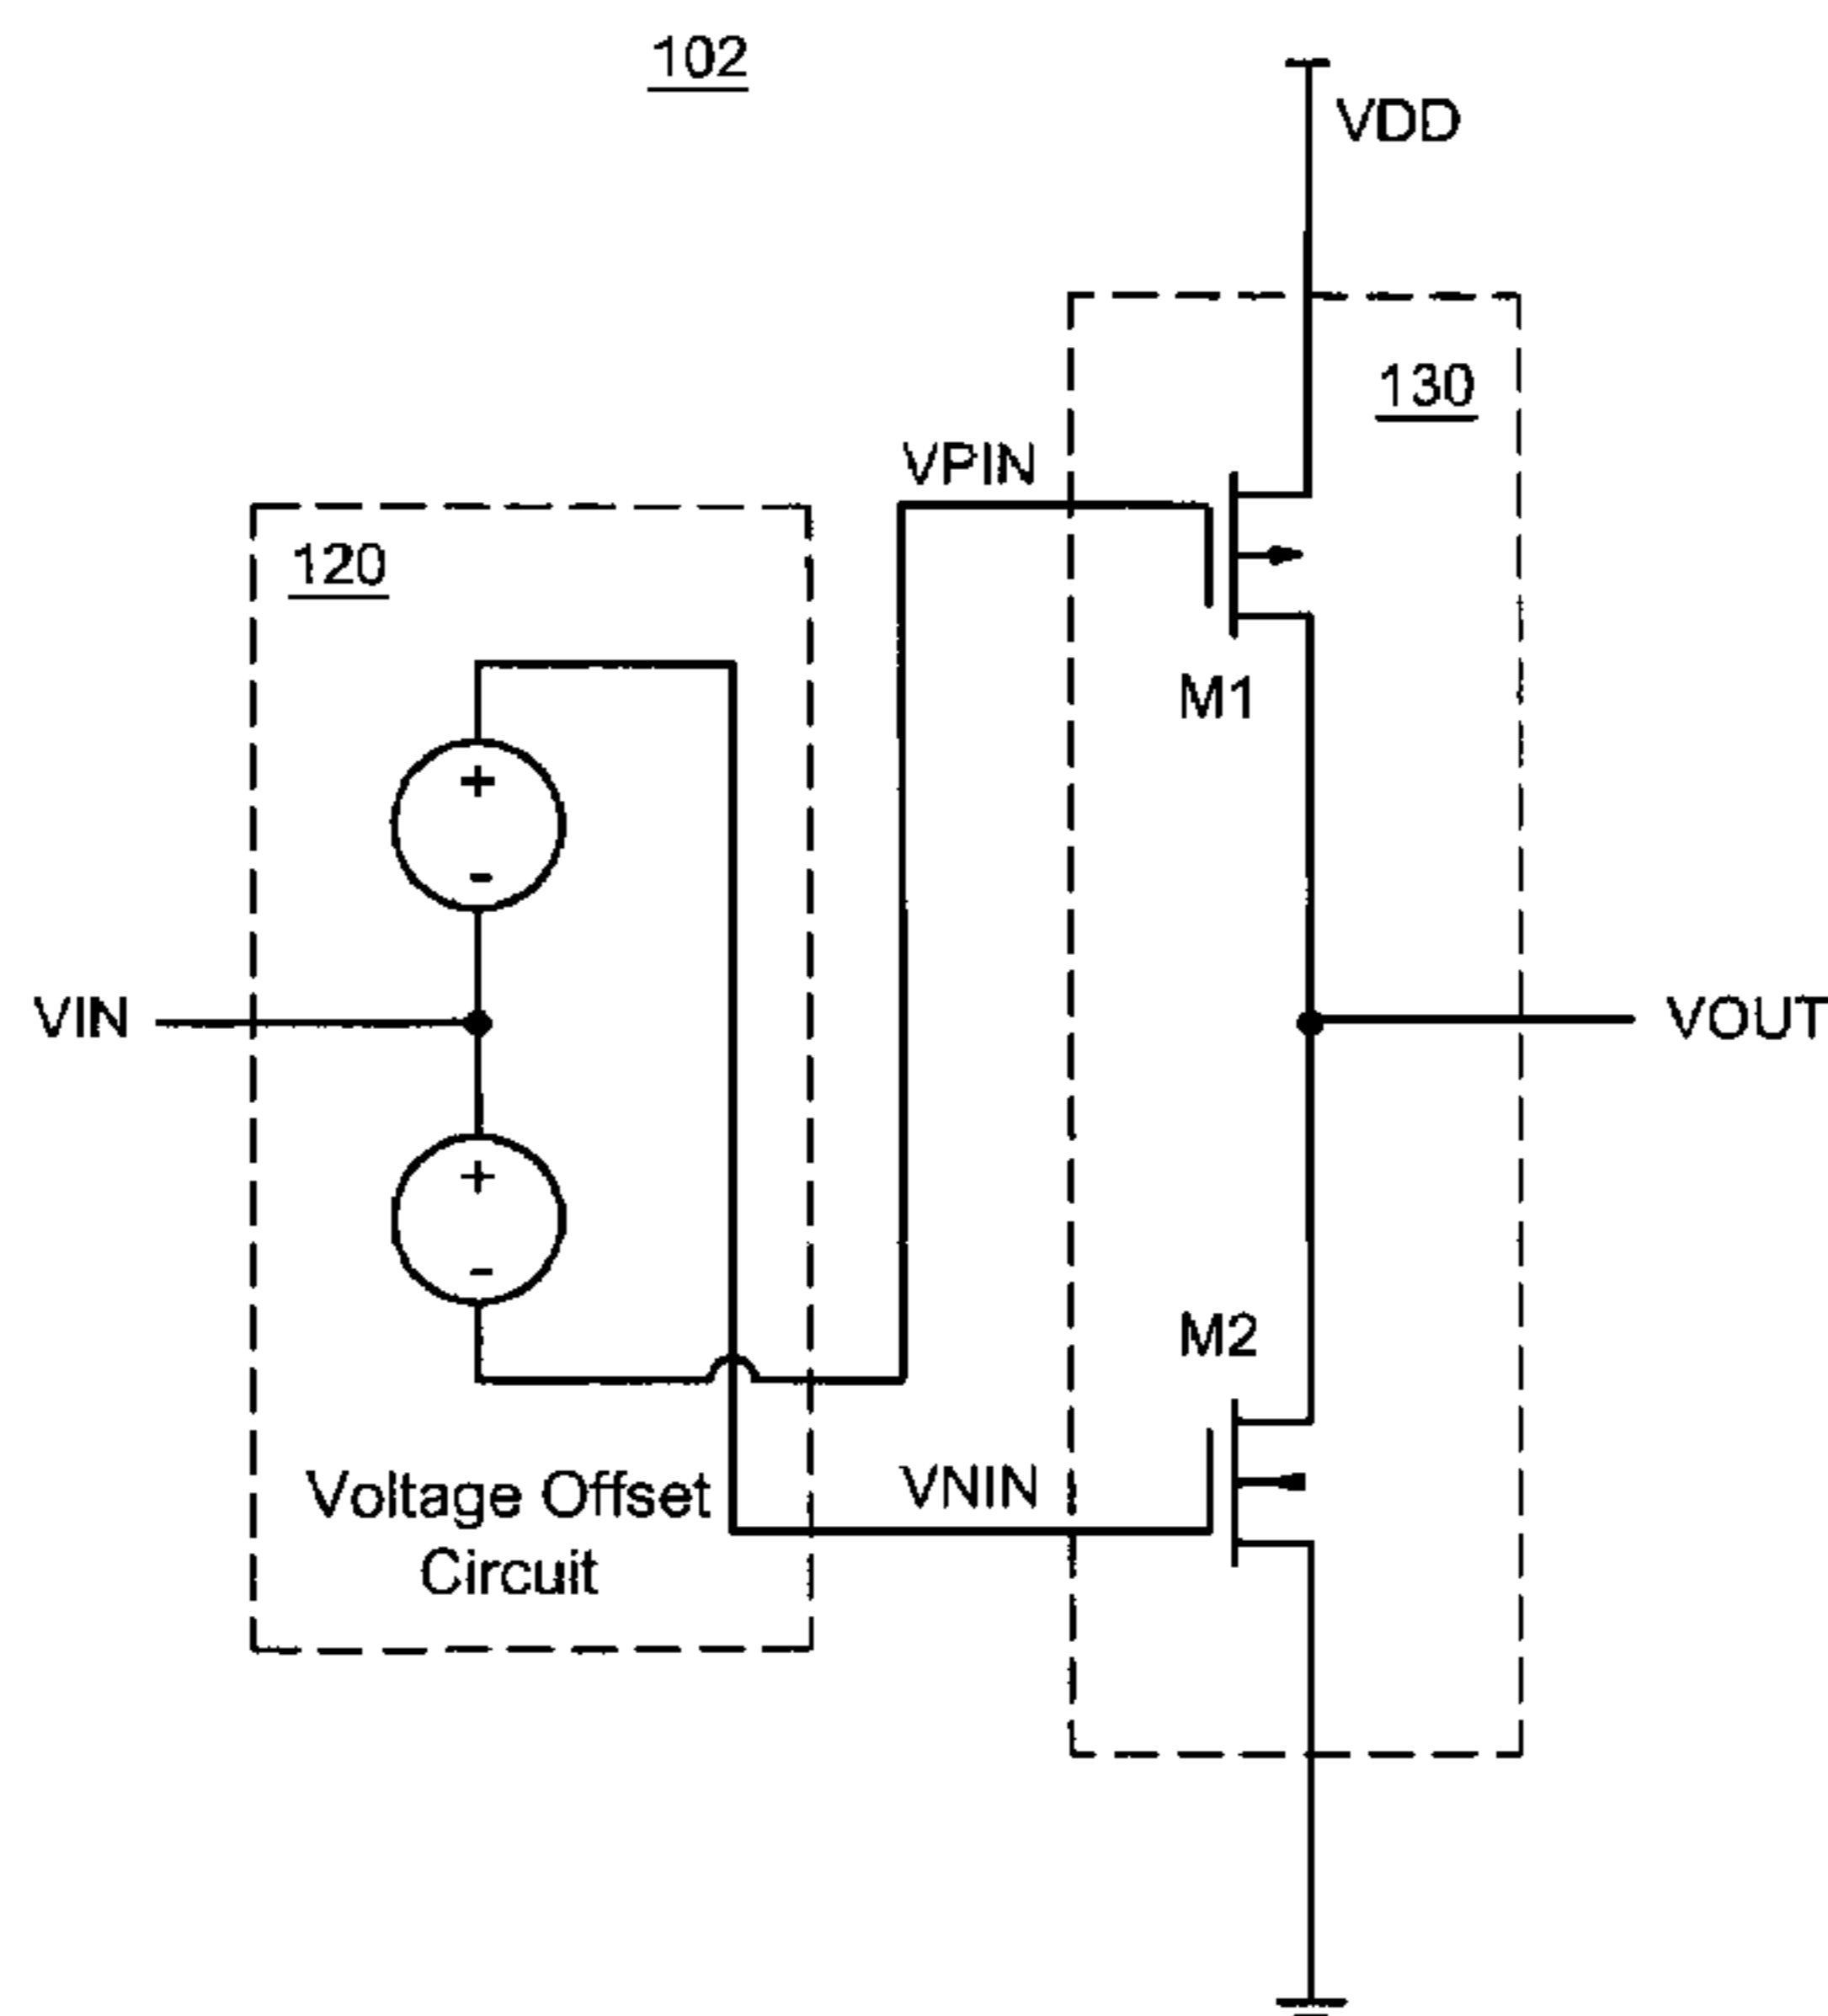 102
VDD
130
VPIN
120
M1
+
-
VIN
VOUT
+
-
M2
VNIN
Voltage Offset
Circuit